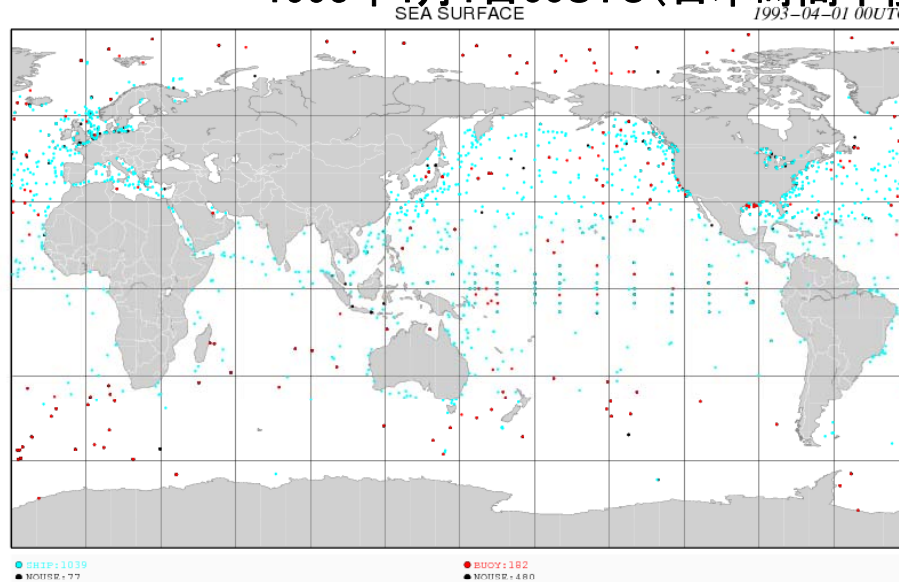 SEA SURFACE
1993-04-01 00UTC
SHIP:1039
BUOY:182
NOUSE:77
NOUSE:480